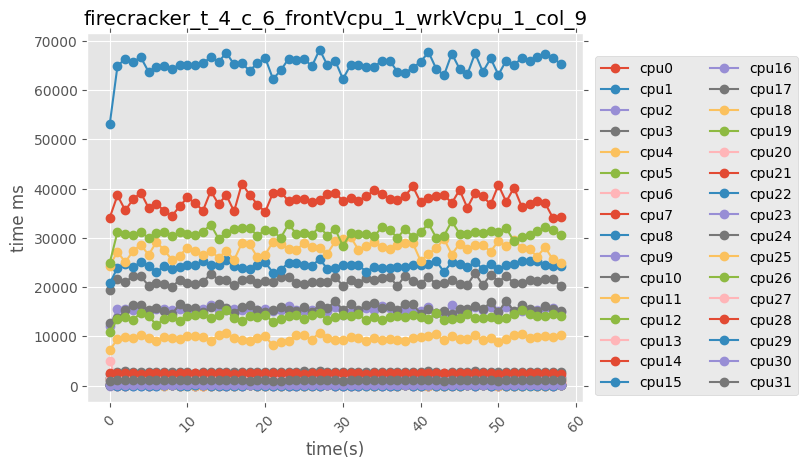 firecracker_t_4_c_6_frontVcpu_1_wrkVcpu_1_col_9
70000
60000
50000
40000
30000
20000
10000
0
time ms
0
10
20
30
40
50
60
time(s)
cpu0
cpu1
cpu2
cpu3
cpu4
cpu5
cpu6
cpu7
cpu8
cpu9
cpu10
cpu11
cpu12
cpu13
cpu14
cpu15
cpu16
cpu17
cpu18
cpu19
cpu20
cpu21
cpu22
cpu23
cpu24
cpu25
cpu26
cpu27
cpu28
cpu29
cpu30
cpu31